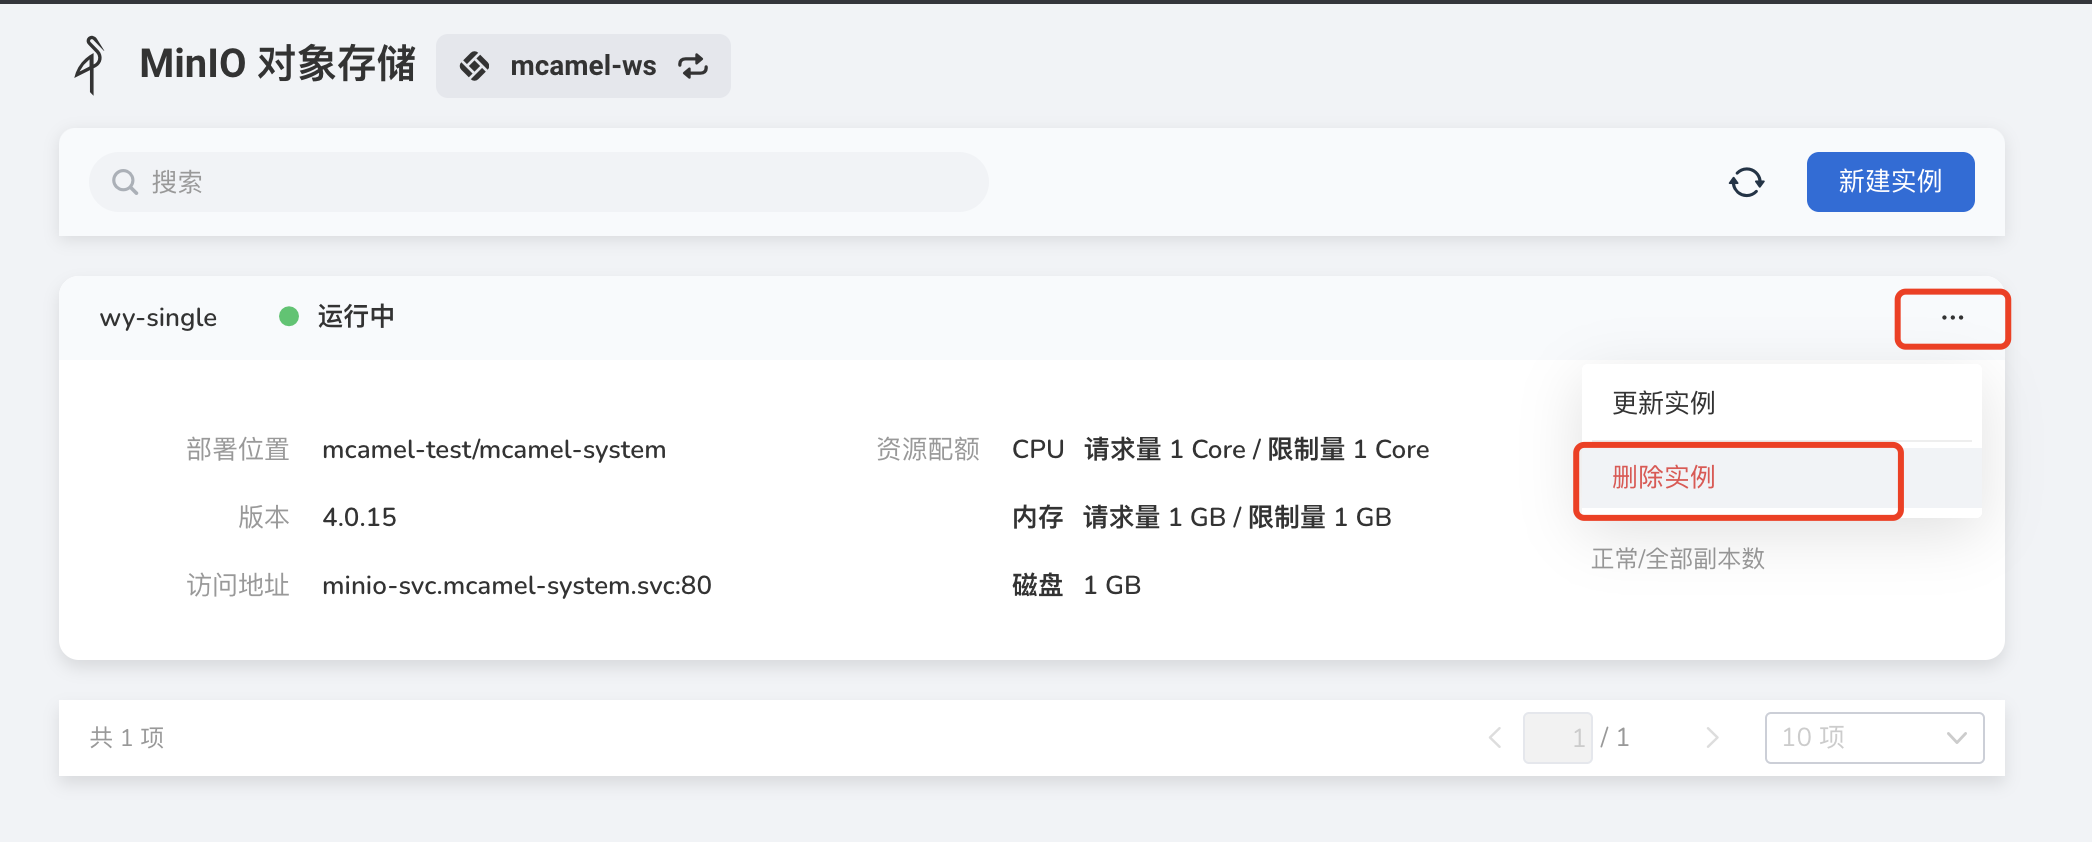 MinIO 对象存储
mcamel-ws
搜索
新建实例
wy-single
运行中
...
更新实例
删除实例
部署位置 mcamel-test/mcamel-system
资源配额 CPU 请求量 1 Core / 限制量 1 Core
版本 4.0.15
内存 请求量 1 GB / 限制量 1 GB
正常/全部副本数
访问地址 minio-svc.mcamel-system.svc:80
磁盘 1 GB
共 1 项
1 / 1
10 项